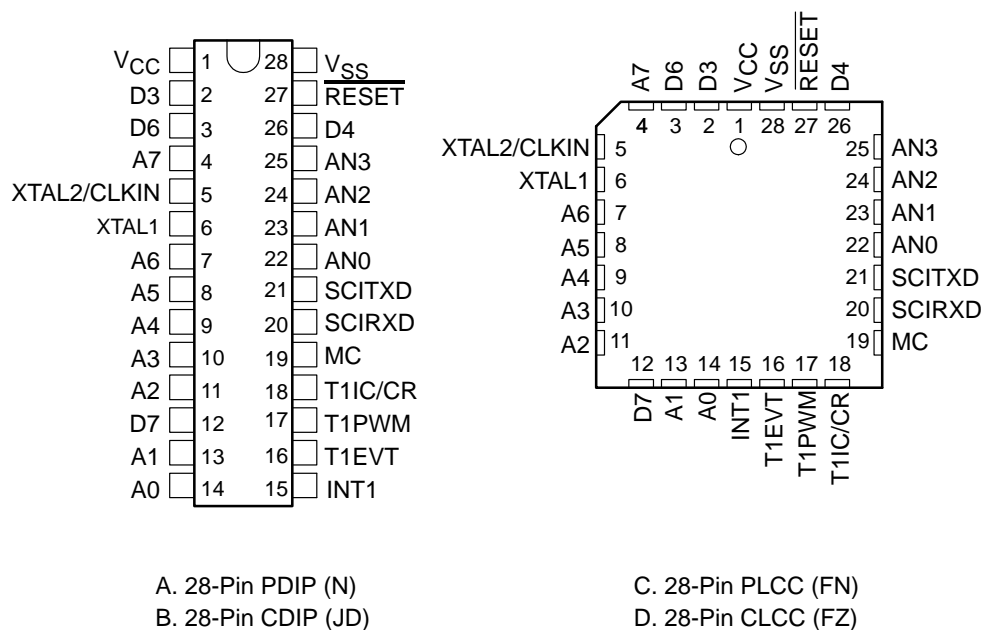 VCC 1 28 VSS
D3 2 27 RESET
D6 3 26 D4
A7 4 25 AN3
XTAL2/CLKIN 5 24 AN2
XTAL1 6 23 AN1
A6 7 22 AN0
A5 8 21 SCITXD
A4 9 20 SCIRXD
A3 10 19 MC
A2 11 18 T1IC/CR
D7 12 17 T1PWM
A1 13 16 T1EVT
A0 14 15 INT1
A. 28-Pin PDIP (N)
B. 28-Pin CDIP (JD)
A7 D6 D3 VCC VSS RESET D4
4 3 2 1 28 27 26
XTAL2/CLKIN 5 25 AN3
XTAL1 6 24 AN2
A6 7 23 AN1
A5 8 22 AN0
A4 9 21 SCITXD
A3 10 20 SCIRXD
A2 11 19 MC
12 13 14 15 16 17 18
D7 A1 A0 INT1 T1EVT T1PWM T1IC/CR
C. 28-Pin PLCC (FN)
D. 28-Pin CLCC (FZ)